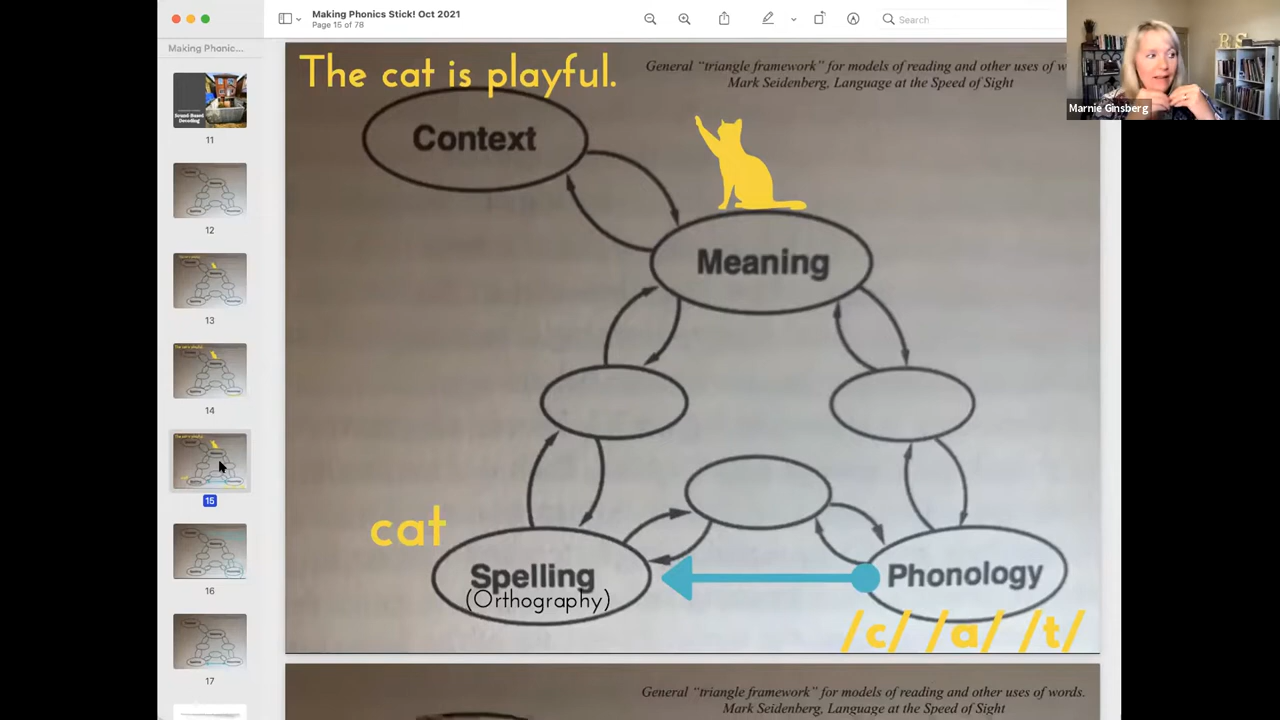 Making Phonics Stick! Oct 2021
Page 15 of 78
Search
Making Phonic...
11
12
13
14
15
16
17
The cat is playful.
General "triangle framework" for models of reading and other uses of w
Mark Seidenberg, Language at the Speed of Sight
Context
Meaning
cat
Spelling
(Orthography)
Phonology
/c/ /a/ /t/
General "triangle framework" for models of reading and other uses of words.
Mark Seidenberg, Language at the Speed of Sight
Marnie Ginsberg
RS